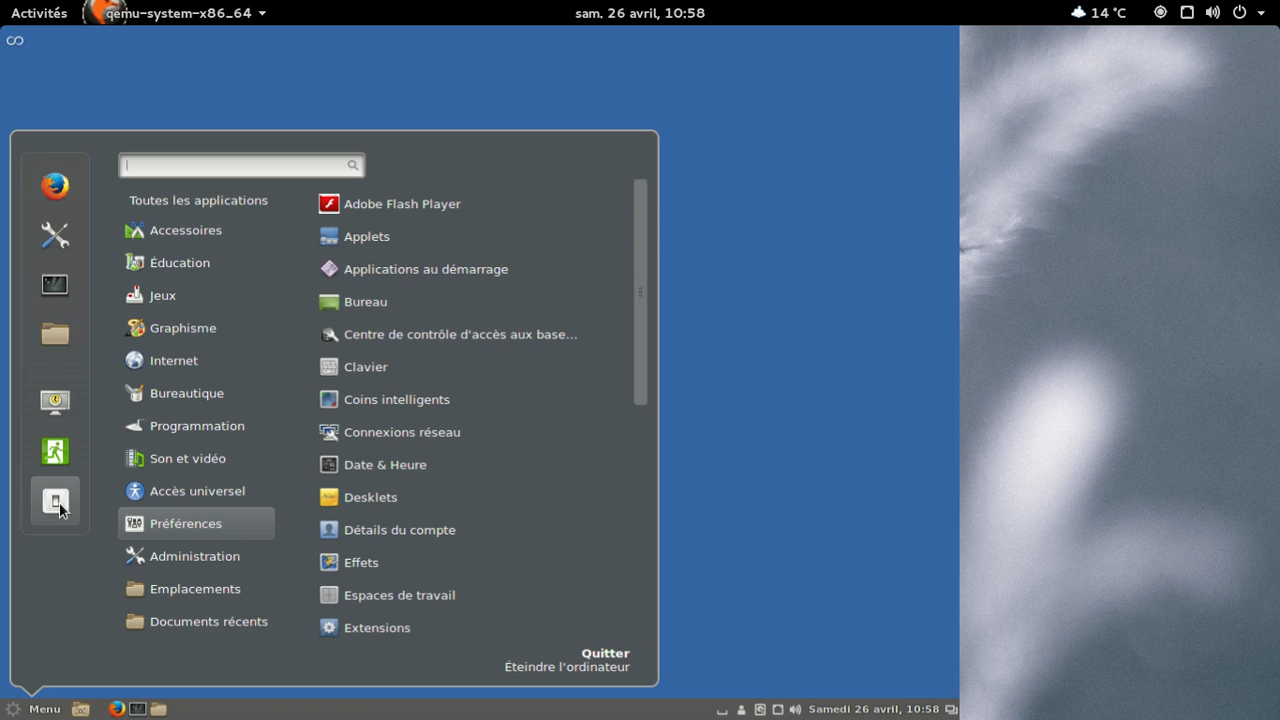 Activités
qemu-system-x86_64
sam. 26 avril, 10:58
14 °C
Toutes les applications
Accessoires
Éducation
Jeux
Graphisme
Internet
Bureautique
Programmation
Son et vidéo
Accès universel
Préférences
Administration
Emplacements
Documents récents
Adobe Flash Player
Applets
Applications au démarrage
Bureau
Centre de contrôle d'accès aux base...
Clavier
Coins intelligents
Connexions réseau
Date & Heure
Desklets
Détails du compte
Effets
Espaces de travail
Extensions
Quitter
Éteindre l'ordinateur
Menu
Samedi 26 avril, 10:58